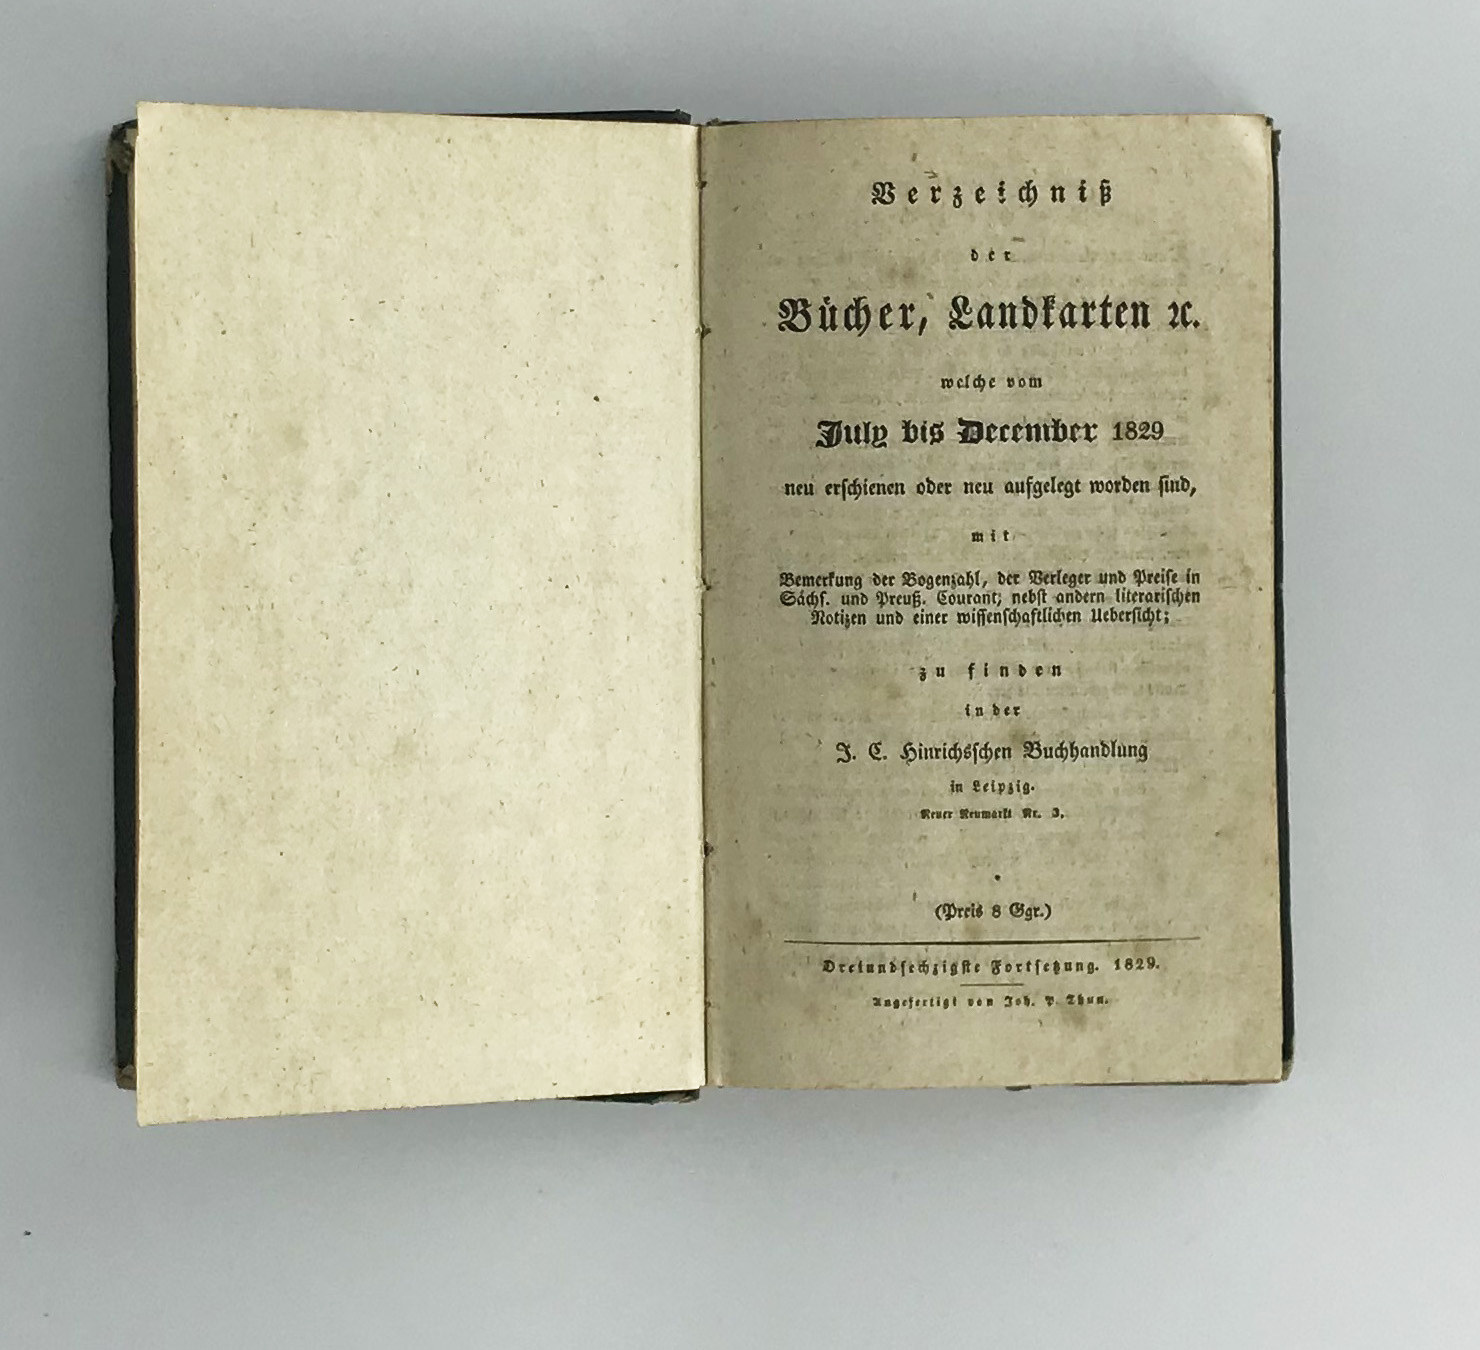 Verzeichniß
der
Bücher, Landkarten ꝛc.
welche vom
July bis December 1829
neu erschienen oder neu aufgelegt worden sind,
mit
Bemerkung der Bogenzahl, der Verleger und Preise in
Sächs. und Preuß. Courant; nebst andern literarischen
Notizen und einer wissenschaftlichen Uebersicht;
zu finden
in der
J. C. Hinrichsschen Buchhandlung
in Leipzig.
Neuer Neumarkt Nr. 3.
(Preis 8 Ggr.)
Dreiundsechzigste Fortsetzung. 1829.
Angefertigt von Joh. P. Thun.